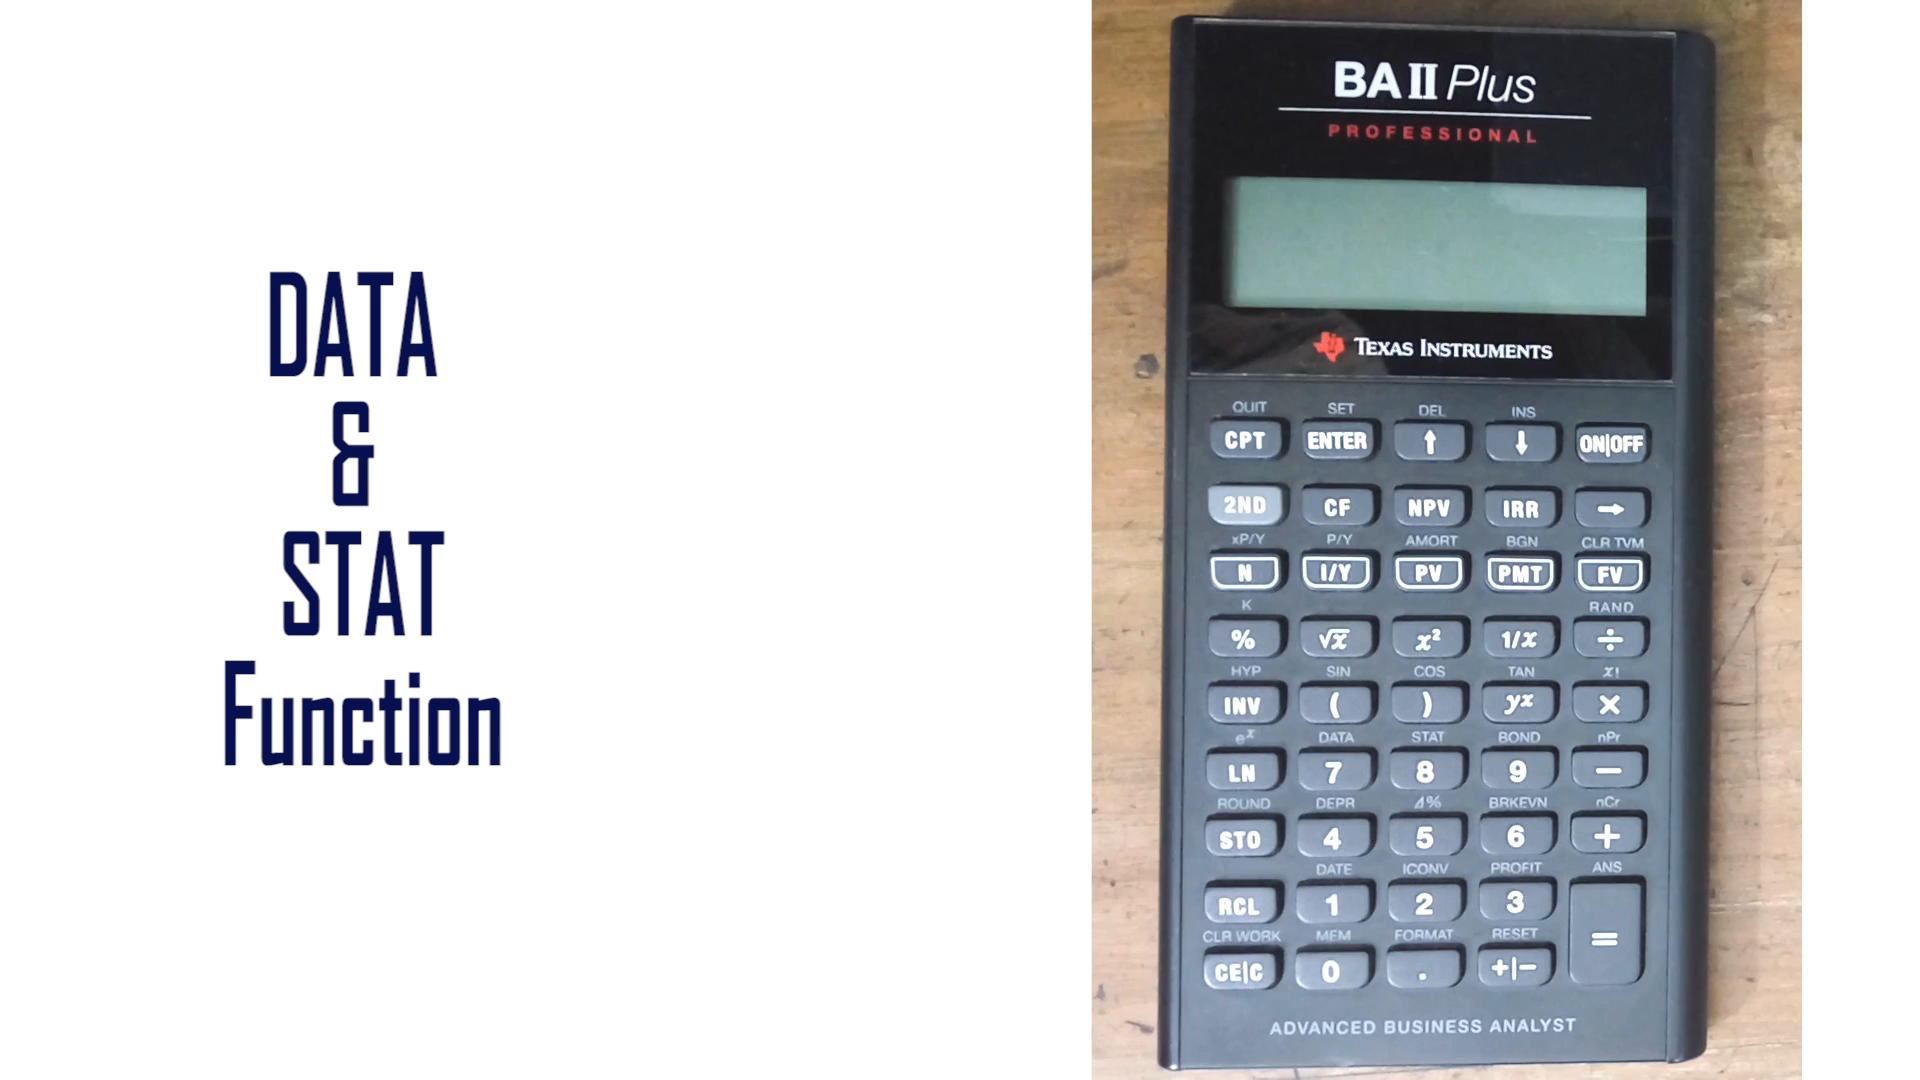 DATA
&
STAT
Function
BA II Plus
PROFESSIONAL
TEXAS INSTRUMENTS
QUIT SET DEL INS
CPT ENTER ↑ ↓ ON|OFF
2ND CF NPV IRR →
xP/Y P/Y AMORT BGN CLR TVM
N I/Y PV PMT FV
K RAND
% √x x² 1/x ÷
HYP SIN COS TAN x!
INV ( ) yˣ ×
eˣ DATA STAT BOND nPr
LN 7 8 9 −
ROUND DEPR Δ% BRKEVN nCr
STO 4 5 6 +
DATE ICONV PROFIT ANS
RCL 1 2 3 =
CLR WORK MEM FORMAT RESET
CE|C 0 . +|−
ADVANCED BUSINESS ANALYST